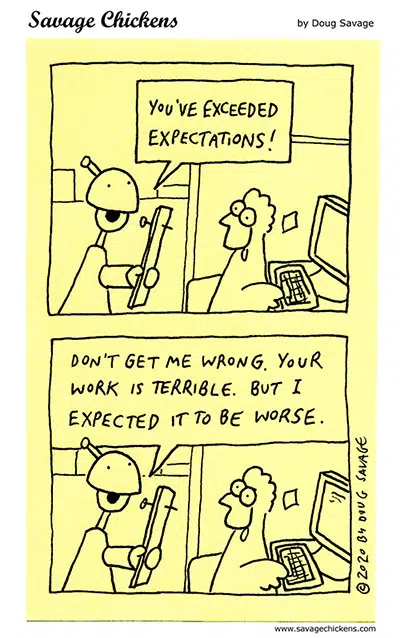 Savage Chickens
by Doug Savage
YOU'VE EXCEEDED
EXPECTATIONS!
DON'T GET ME WRONG. YOUR
WORK IS TERRIBLE. BUT I
EXPECTED IT TO BE WORSE.
© 2020 BY DOUG SAVAGE
www.savagechickens.com